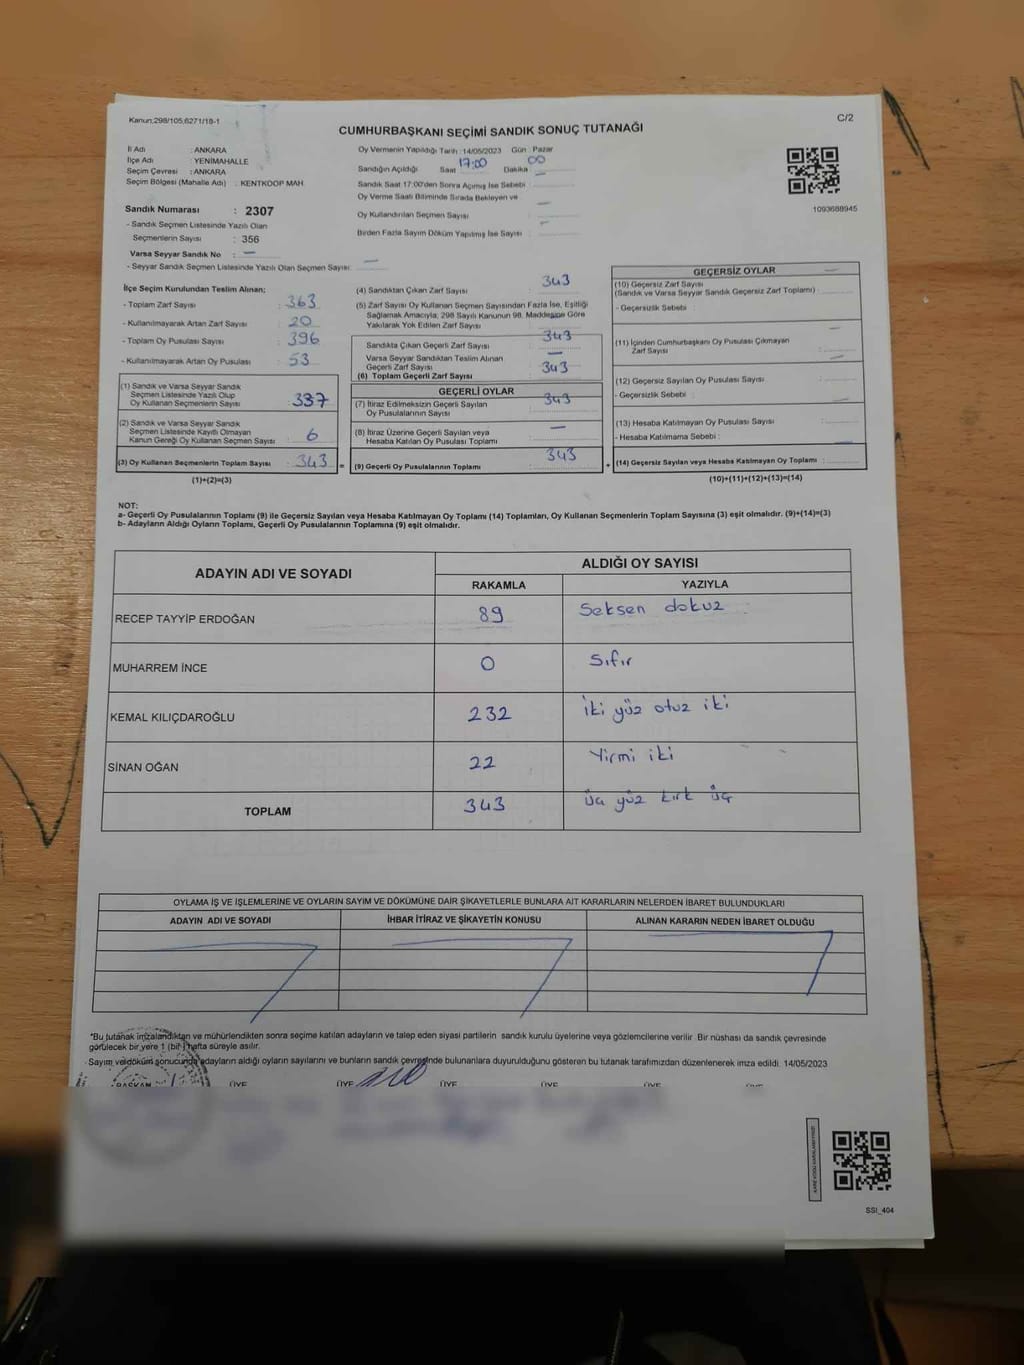 Kanun;298/105,6271/18-1
C/2
CUMHURBAŞKANI SEÇİMİ SANDIK SONUÇ TUTANAĞI
İl Adı : ANKARA
İlçe Adı : YENİMAHALLE
Seçim Çevresi : ANKARA
Seçim Bölgesi (Mahalle Adı) : KENTKOOP MAH.
Sandık Numarası : 2307
- Sandık Seçmen Listesinde Yazılı Olan
Seçmenlerin Sayısı : 356
Varsa Seyyar Sandık No : —
- Seyyar Sandık Seçmen Listesinde Yazılı Olan Seçmen Sayısı: —
Oy Vermenin Yapıldığı Tarih :14/05/2023 Gün : Pazar
Sandığın Açıldığı Saat 17:00 Dakika 00
Sandık Saat 17:00'den Sonra Açımış İse Sebebi :
Oy Verme Saati Bitiminde Sırada Bekleyen ve
Oy Kullandırılan Seçmen Sayısı : —
Birden Fazla Sayım Döküm Yapılmış İse Sayısı : —
1093688945
İlçe Seçim Kurulundan Teslim Alınan;
- Toplam Zarf Sayısı : 363
- Kullanılmayarak Artan Zarf Sayısı : 20
- Toplam Oy Pusulası Sayısı : 396
- Kullanılmayarak Artan Oy Pusulası : 53
(1) Sandık ve Varsa Seyyar Sandık
Seçmen Listesinde Yazılı Olup
Oy Kullanan Seçmenlerin Sayısı : 337
(2) Sandık ve Varsa Seyyar Sandık
Seçmen Listesinde Kayıtlı Olmayan
Kanun Gereği Oy Kullanan Seçmen Sayısı : 6
(3) Oy Kullanan Seçmenlerin Toplam Sayısı : 343
(1)+(2)=(3)
(4) Sandıktan Çıkan Zarf Sayısı : 343
(5) Zarf Sayısı Oy Kullanan Seçmen Sayısından Fazla İse, Eşitliği
Sağlamak Amacıyla; 298 Sayılı Kanunun 98. Maddesine Göre
Yakılarak Yok Edilen Zarf Sayısı : —
Sandıkta Çıkan Geçerli Zarf Sayısı : 343
Varsa Seyyar Sandıktan Teslim Alınan
Geçerli Zarf Sayısı : —
(6) Toplam Geçerli Zarf Sayısı : 343
GEÇERLİ OYLAR
(7) İtiraz Edilmeksizin Geçerli Sayılan
Oy Pusulalarının Sayısı : 343
(8) İtiraz Üzerine Geçerli Sayılan veya
Hesaba Katılan Oy Pusulası Toplamı : —
= (9) Geçerli Oy Pusulalarının Toplamı : 343
GEÇERSİZ OYLAR
(10) Geçersiz Zarf Sayısı
(Sandık ve Varsa Seyyar Sandık Geçersiz Zarf Toplamı) : —
- Geçersizlik Sebebi :
(11) İçinden Cumhurbaşkanı Oy Pusulası Çıkmayan
Zarf Sayısı : —
(12) Geçersiz Sayılan Oy Pusulası Sayısı : —
- Geçersizlik Sebebi :
(13) Hesaba Katılmayan Oy Pusulası Sayısı : —
- Hesaba Katılmama Sebebi :
+ (14) Geçersiz Sayılan veya Hesaba Katılmayan Oy Toplamı : —
(10)+(11)+(12)+(13)=(14)
NOT:
a- Geçerli Oy Pusulalarının Toplamı (9) ile Geçersiz Sayılan veya Hesaba Katılmayan Oy Toplamı (14) Toplamları, Oy Kullanan Seçmenlerin Toplam Sayısına (3) eşit olmalıdır. (9)+(14)=(3)
b- Adayların Aldığı Oyların Toplamı, Geçerli Oy Pusulalarının Toplamına (9) eşit olmalıdır.
ADAYIN ADI VE SOYADI ALDIĞI OY SAYISI
RAKAMLA YAZIYLA
RECEP TAYYİP ERDOĞAN 89 Seksen dokuz
MUHARREM İNCE 0 Sıfır
KEMAL KILIÇDAROĞLU 232 iki yüz otuz iki
SİNAN OĞAN 22 Yirmi iki
TOPLAM 343 üç yüz kırk üç
OYLAMA İŞ VE İŞLEMLERİNE VE OYLARIN SAYIM VE DÖKÜMÜNE DAİR ŞİKAYETLERLE BUNLARA AİT KARARLARIN NELERDEN İBARET BULUNDUKLARI
ADAYIN ADI VE SOYADI İHBAR İTİRAZ VE ŞİKAYETİN KONUSU ALINAN KARARIN NEDEN İBARET OLDUĞU
*Bu tutanak imzalandıktan ve mühürlendikten sonra seçime katılan adayların ve talep eden siyasi partilerin sandık kurulu üyelerine veya gözlemcilerine verilir. Bir nüshası da sandık çevresinde
görülecek bir yere 1 (bir) hafta süreyle asılır.
Sayım ve döküm sonucunda adayların aldığı oyların sayılarını ve bunların sandık çevresinde bulunanlara duyurulduğunu gösteren bu tutanak tarafımızdan düzenlenerek imza edildi. 14/05/2023
BAŞKAN ÜYE ÜYE ÜYE ÜYE ÜYE ÜYE
SSI_404